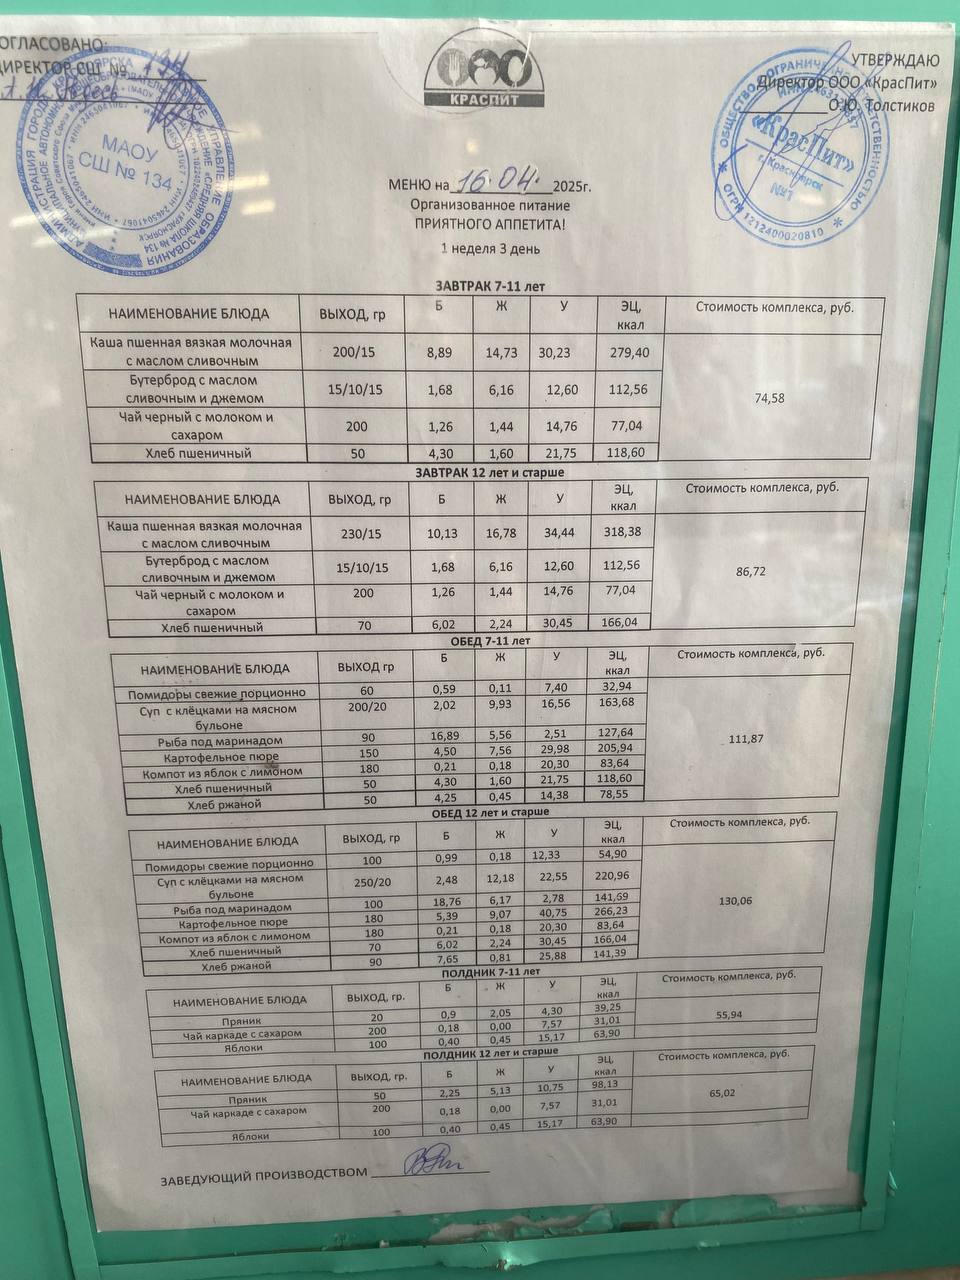 ОГЛАСОВАНО:
ДИРЕКТОР СШ № 134
КРАСПИТ
УТВЕРЖДАЮ
Директор ООО «КрасПит»
О.Ю. Толстиков
МАОУ
СШ № 134
«КрасПит»
г. Красноярск
№1
ОГРН 1212400020810
МЕНЮ на 16.04. 2025г.
Организованное питание
ПРИЯТНОГО АППЕТИТА!
1 неделя 3 день
ЗАВТРАК 7-11 лет
НАИМЕНОВАНИЕ БЛЮДА ВЫХОД, гр Б Ж У ЭЦ, ккал Стоимость комплекса, руб.
Каша пшенная вязкая молочная
с маслом сливочным 200/15 8,89 14,73 30,23 279,40
Бутерброд с маслом
сливочным и джемом 15/10/15 1,68 6,16 12,60 112,56 74,58
Чай черный с молоком и
сахаром 200 1,26 1,44 14,76 77,04
Хлеб пшеничный 50 4,30 1,60 21,75 118,60
ЗАВТРАК 12 лет и старше
НАИМЕНОВАНИЕ БЛЮДА ВЫХОД, гр Б Ж У ЭЦ, ккал Стоимость комплекса, руб.
Каша пшенная вязкая молочная
с маслом сливочным 230/15 10,13 16,78 34,44 318,38
Бутерброд с маслом
сливочным и джемом 15/10/15 1,68 6,16 12,60 112,56 86,72
Чай черный с молоком и
сахаром 200 1,26 1,44 14,76 77,04
Хлеб пшеничный 70 6,02 2,24 30,45 166,04
ОБЕД 7-11 лет
НАИМЕНОВАНИЕ БЛЮДА ВЫХОД гр Б Ж У ЭЦ, ккал Стоимость комплекса, руб.
Помидоры свежие порционно 60 0,59 0,11 7,40 32,94
Суп с клёцками на мясном
бульоне 200/20 2,02 9,93 16,56 163,68
Рыба под маринадом 90 16,89 5,56 2,51 127,64 111,87
Картофельное пюре 150 4,50 7,56 29,98 205,94
Компот из яблок с лимоном 180 0,21 0,18 20,30 83,64
Хлеб пшеничный 50 4,30 1,60 21,75 118,60
Хлеб ржаной 50 4,25 0,45 14,38 78,55
ОБЕД 12 лет и старше
НАИМЕНОВАНИЕ БЛЮДА ВЫХОД, гр Б Ж У ЭЦ, ккал Стоимость комплекса, руб.
Помидоры свежие порционно 100 0,99 0,18 12,33 54,90
Суп с клёцками на мясном
бульоне 250/20 2,48 12,18 22,55 220,96
Рыба под маринадом 100 18,76 6,17 2,78 141,69 130,06
Картофельное пюре 180 5,39 9,07 40,75 266,23
Компот из яблок с лимоном 180 0,21 0,18 20,30 83,64
Хлеб пшеничный 70 6,02 2,24 30,45 166,04
Хлеб ржаной 90 7,65 0,81 25,88 141,39
ПОЛДНИК 7-11 лет
НАИМЕНОВАНИЕ БЛЮДА ВЫХОД, гр. Б Ж У ЭЦ, ккал Стоимость комплекса, руб.
Пряник 20 0,9 2,05 4,30 39,25
Чай каркаде с сахаром 200 0,18 0,00 7,57 31,01 55,94
Яблоки 100 0,40 0,45 15,17 63,90
ПОЛДНИК 12 лет и старше
НАИМЕНОВАНИЕ БЛЮДА ВЫХОД, гр. Б Ж У ЭЦ, ккал Стоимость комплекса, руб.
Пряник 50 2,25 5,13 10,75 98,13 65,02
Чай каркаде с сахаром 200 0,18 0,00 7,57 31,01
Яблоки 100 0,40 0,45 15,17 63,90
ЗАВЕДУЮЩИЙ ПРОИЗВОДСТВОМ